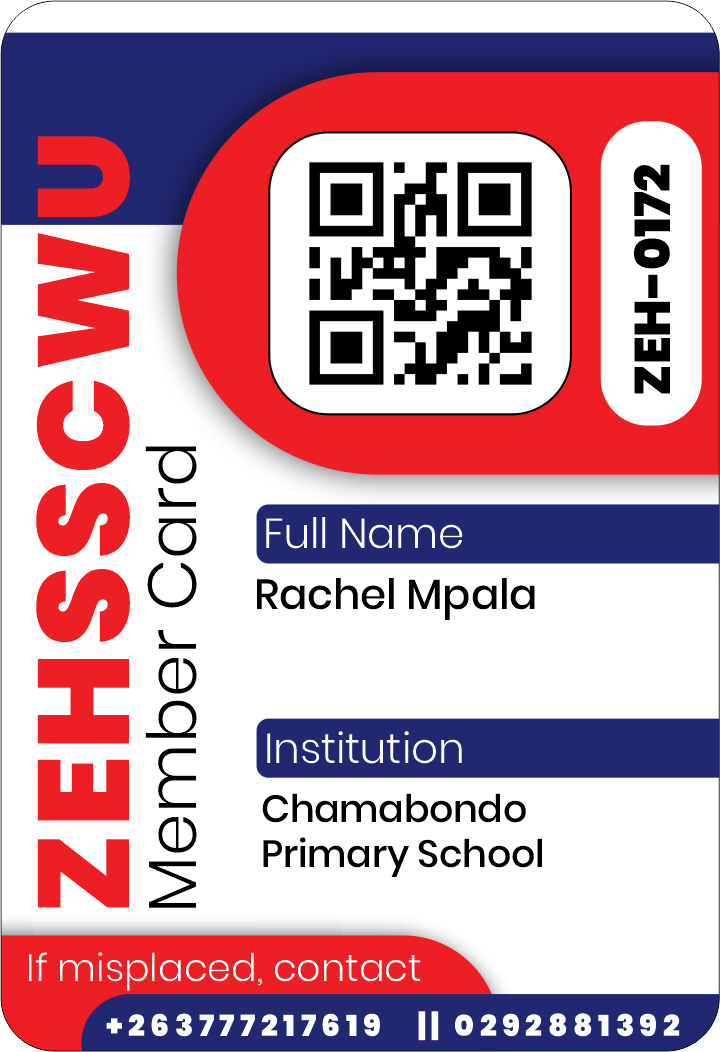 ZEHSSCWU
Member Card
ZEH-0172
Full Name
Rachel Mpala
Institution
Chamabondo
Primary School
If misplaced, contact
+263777217619 || 0292881392